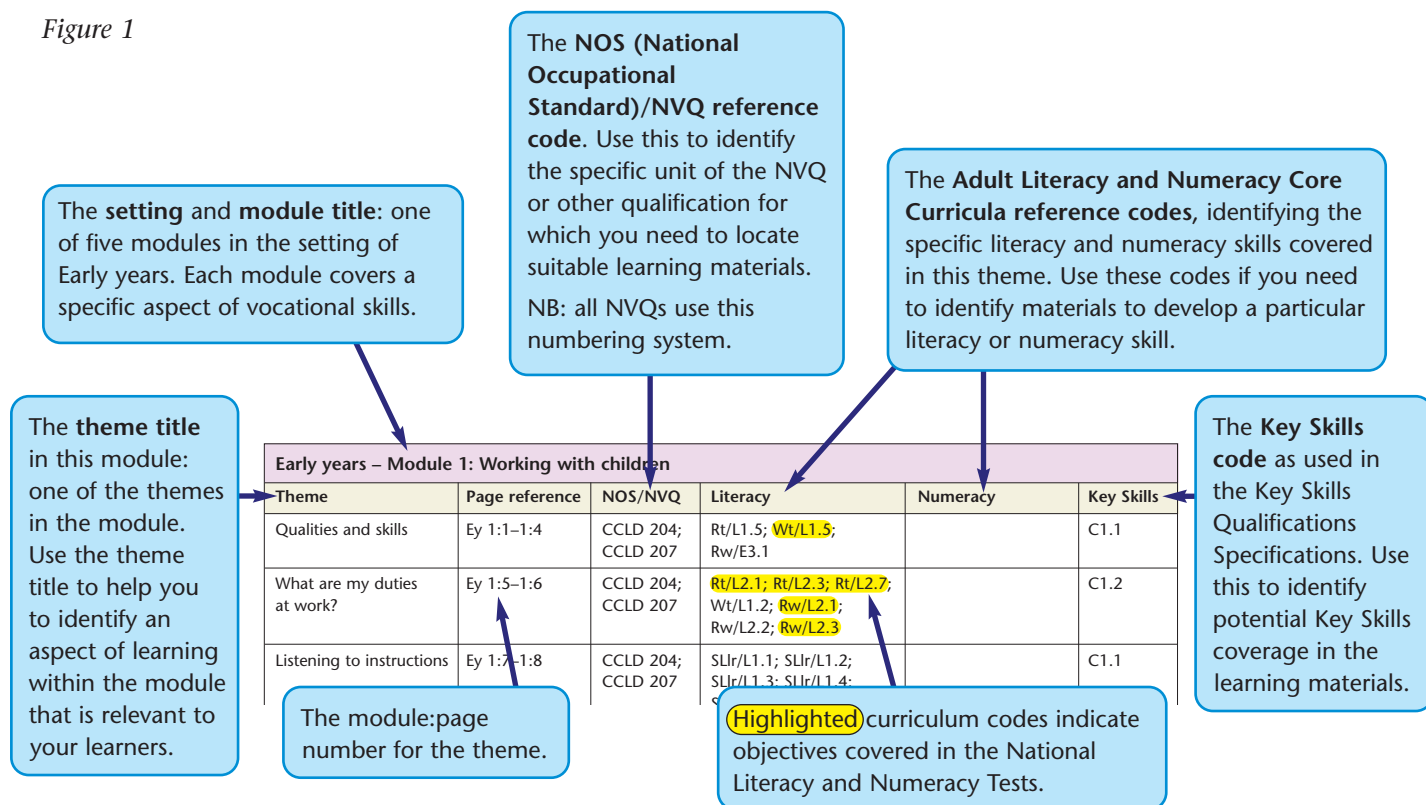 Figure 1
The NOS (National
Occupational
Standard)/NVQ reference
code. Use this to identify
the specific unit of the NVQ
or other qualification for
which you need to locate
suitable learning materials.
NB: all NVQs use this
numbering system.
The setting and module title: one
of five modules in the setting of
Early years. Each module covers a
specific aspect of vocational skills.
The Adult Literacy and Numeracy Core
Curricula reference codes, identifying the
specific literacy and numeracy skills covered
in this theme. Use these codes if you need
to identify materials to develop a particular
literacy or numeracy skill.
The theme title
in this module:
one of the themes
in the module.
Use the theme
title to help you
to identify an
aspect of learning
within the module
that is relevant to
your learners.
The Key Skills
code as used in
the Key Skills
Qualifications
Specifications. Use
this to identify
potential Key Skills
coverage in the
learning materials.
Early years – Module 1: Working with children
Theme Page reference NOS/NVQ Literacy Numeracy Key Skills
Qualities and skills Ey 1:1–1:4 CCLD 204; Rt/L1.5; Wt/L1.5; C1.1
CCLD 207 Rw/E3.1
What are my duties Ey 1:5–1:6 CCLD 204; Rt/L2.1; Rt/L2.3; Rt/L2.7; C1.2
at work? CCLD 207 Wt/L1.2; Rw/L2.1;
Rw/L2.2; Rw/L2.3
Listening to instructions Ey 1:7–1:8 CCLD 204; SLlr/L1.1; SLlr/L1.2; C1.1
CCLD 207 SLlr/L1.3; SLlr/L1.4;
The module:page
number for the theme.
Highlighted curriculum codes indicate
objectives covered in the National
Literacy and Numeracy Tests.